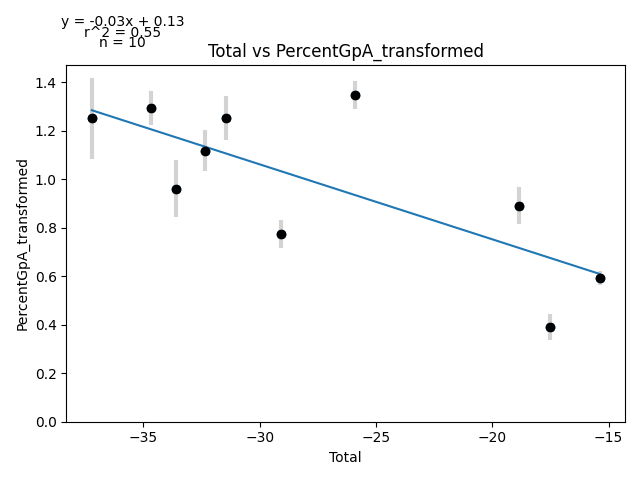 y = -0.03x + 0.13
r^2 = 0.55
n = 10
Total vs PercentGpA_transformed
1.4
1.2
1.0
0.8
0.6
0.4
0.2
0.0
PercentGpA_transformed
−35
−30
−25
−20
−15
Total